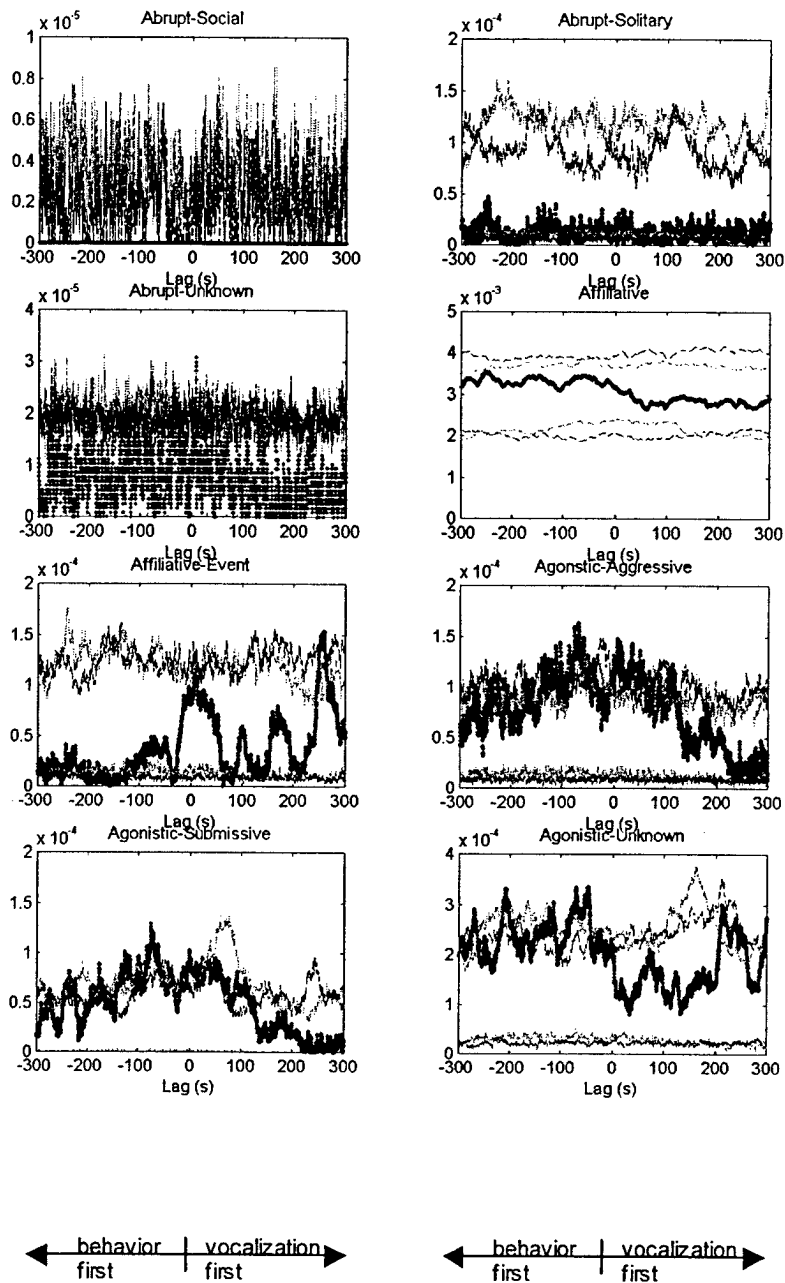 x 10^-5
Abrupt-Social
1
0.8
0.6
0.4
0.2
0
-300 -200 -100 0 100 200 300
Lag (s)
x 10^-4
Abrupt-Solitary
2
1.5
1
0.5
0
-300 -200 -100 0 100 200 300
Lag (s)
x 10^-5
Abrupt-Unknown
4
3
2
1
0
-300 -200 -100 0 100 200 300
Lag (s)
x 10^-3
Affiliative
5
4
3
2
1
0
-300 -200 -100 0 100 200 300
Lag (s)
x 10^-4
Affiliative-Event
2
1.5
1
0.5
0
-300 -200 -100 0 100 200 300
Lag (s)
x 10^-4
Agonstic-Aggressive
2
1.5
1
0.5
0
-300 -200 -100 0 100 200 300
Lag (s)
x 10^-4
Agonistic-Submissive
2
1.5
1
0.5
0
-300 -200 -100 0 100 200 300
Lag (s)
x 10^-4
Agonistic-Unknown
4
3
2
1
0
-300 -200 -100 0 100 200 300
Lag (s)
behavior first
vocalization first
behavior first
vocalization first